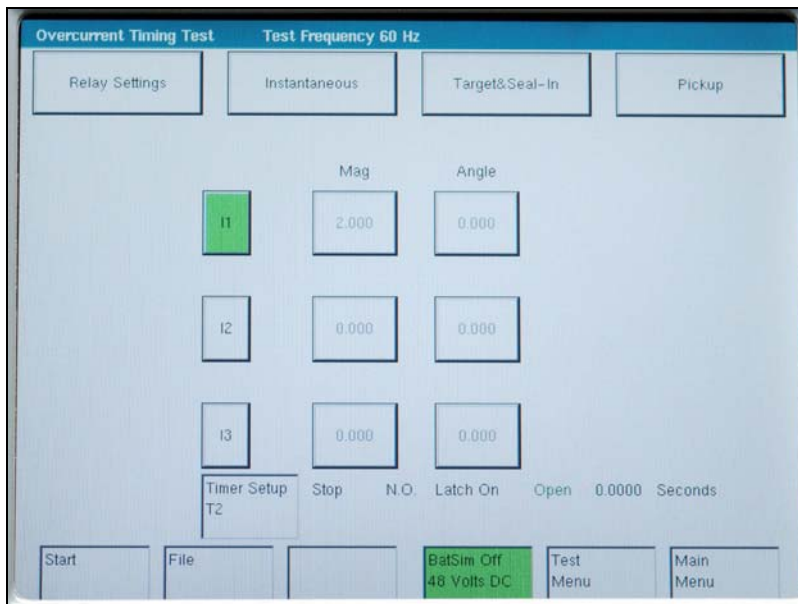 Overcurrent Timing Test Test Frequency 60 Hz
Relay Settings Instantaneous Target&Seal-In Pickup
Mag Angle
I1 2.000 0.000
I2 0.000 0.000
I3 0.000 0.000
Timer Setup Stop N.O. Latch On Open 0.0000 Seconds
T2
Start File BatSim Off Test Main
48 Volts DC Menu Menu